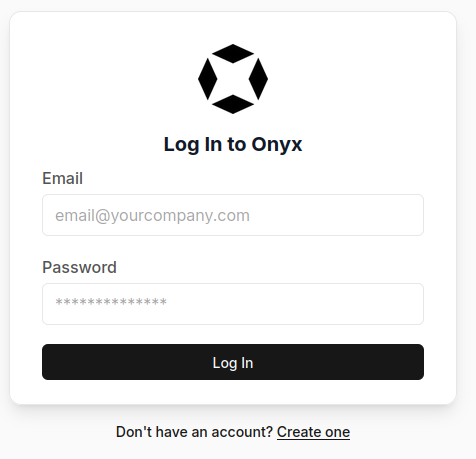 Log In to Onyx
Email
email@yourcompany.com
Password
**************
Log In
Don't have an account? Create one